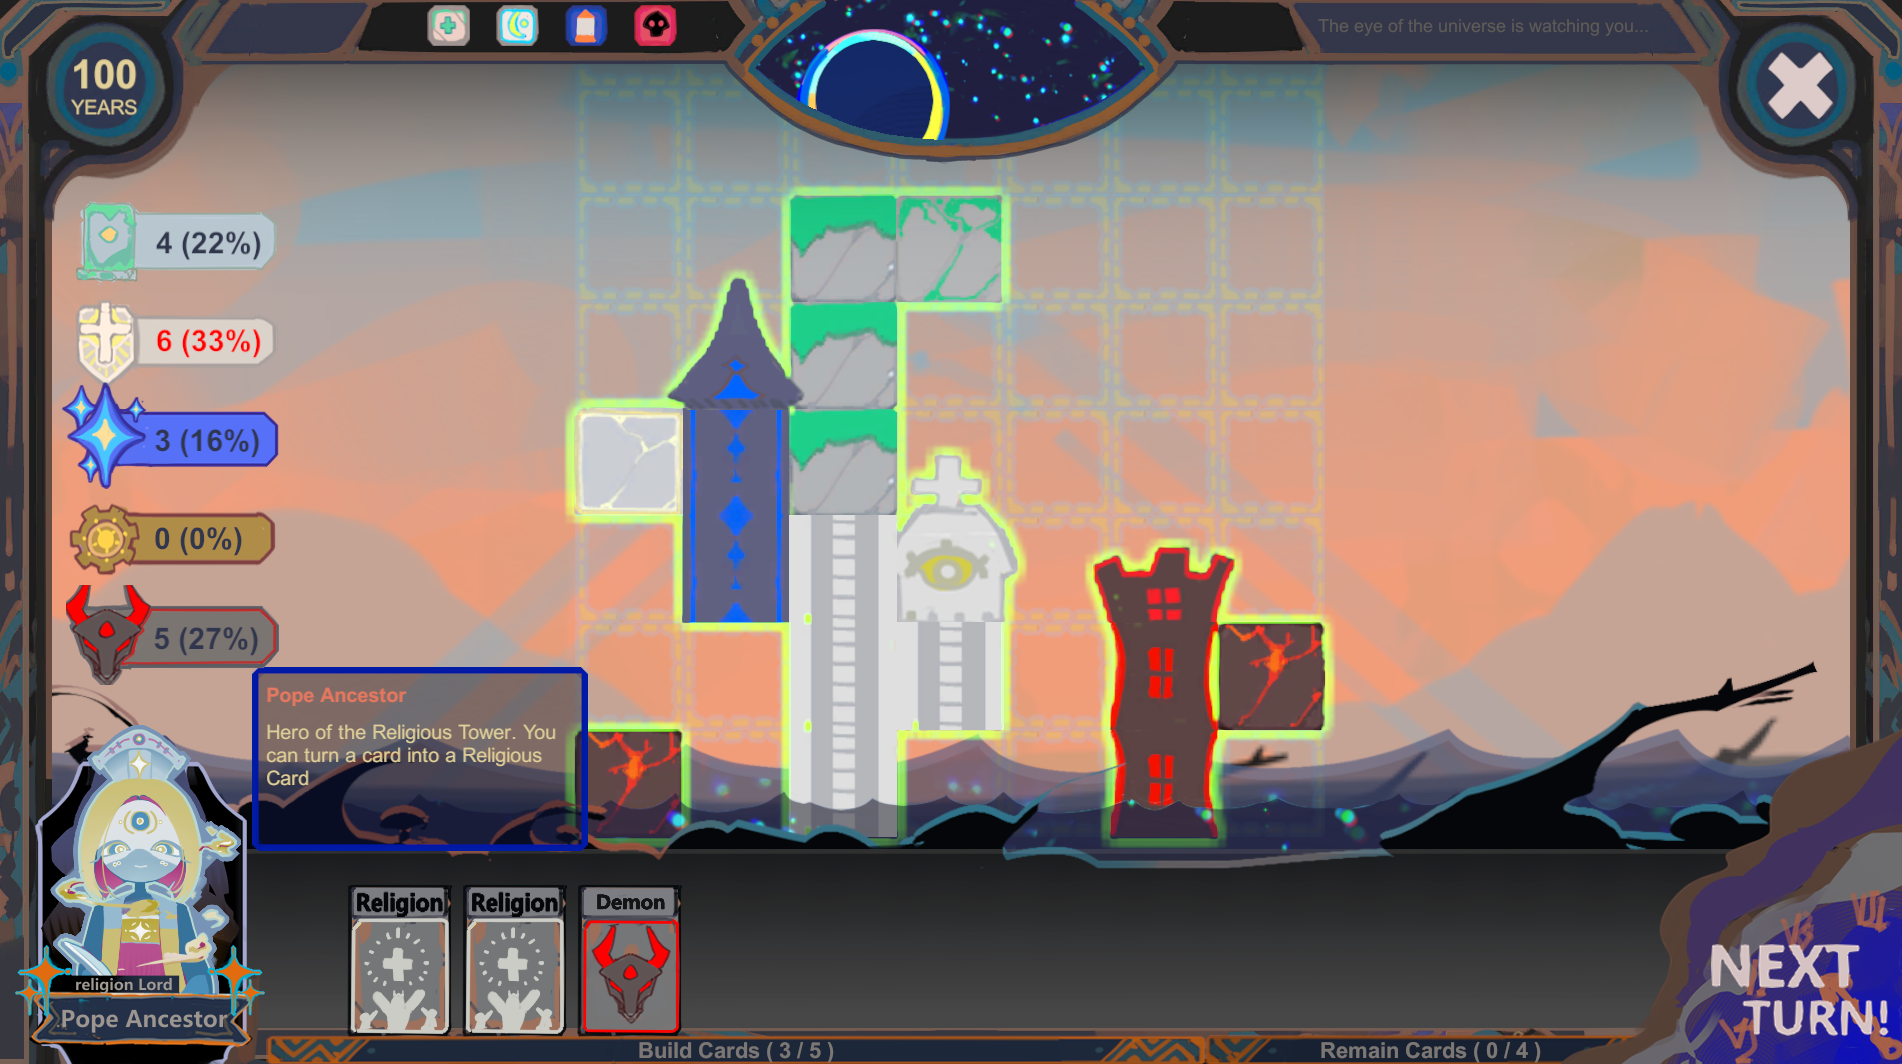 The eye of the universe is watching you...
100
YEARS
4 (22%)
6 (33%)
3 (16%)
0 (0%)
5 (27%)
Pope Ancestor
Hero of the Religious Tower. You
can turn a card into a Religious
Card
Religion
Religion
Demon
religion Lord
Pope Ancestor
NEXT
TURN!
Build Cards ( 3 / 5 )
Remain Cards ( 0 / 4 )